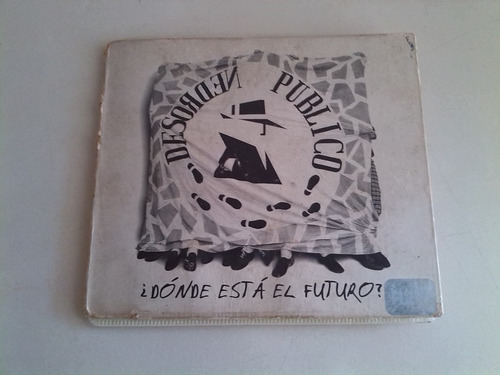 DESORDEN PUBLICO
¿DÓNDE ESTÁ EL FUTURO?